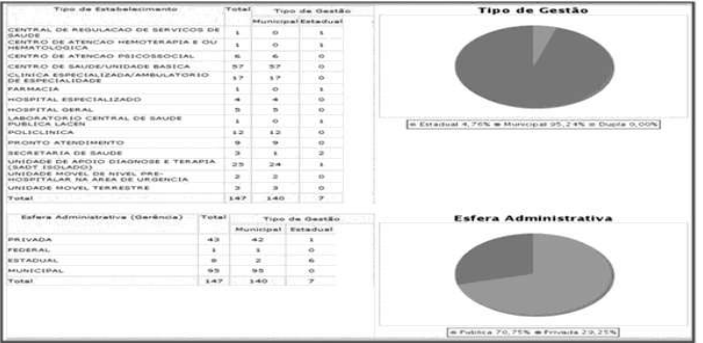 Tipo de Estabelecimento Total Tipo de Gestão
Municipal Estadual
CENTRAL DE REGULACAO DE SERVICOS DE SAUDE 1 0 1
CENTRO DE ATENCAO HEMOTERAPIA E OU HEMATOLOGICA 1 0 1
CENTRO DE ATENCAO PSICOSSOCIAL 6 6 0
CENTRO DE SAUDE/UNIDADE BASICA 57 57 0
CLINICA ESPECIALIZADA/AMBULATORIO DE ESPECIALIDADE 17 17 0
FARMACIA 1 0 1
HOSPITAL ESPECIALIZADO 4 4 0
HOSPITAL GERAL 5 5 0
LABORATORIO CENTRAL DE SAUDE PUBLICA LACEN 1 0 1
POLICLINICA 12 12 0
PRONTO ATENDIMENTO 9 9 0
SECRETARIA DE SAUDE 3 1 2
UNIDADE DE APOIO DIAGNOSE E TERAPIA (SADT ISOLADO) 25 24 1
UNIDADE MOVEL DE NIVEL PRE-HOSPITALAR NA AREA DE URGENCIA 2 2 0
UNIDADE MOVEL TERRESTRE 3 3 0
Total 147 140 7
Tipo de Gestão
Estadual 4,76% Municipal 95,24% Dupla 0,00%
Esfera Administrativa (Gerência) Total Tipo de Gestão
Municipal Estadual
PRIVADA 43 42 1
FEDERAL 1 1 0
ESTADUAL 8 2 6
MUNICIPAL 95 95 0
Total 147 140 7
Esfera Administrativa
Publica 70,75% Privada 29,25%